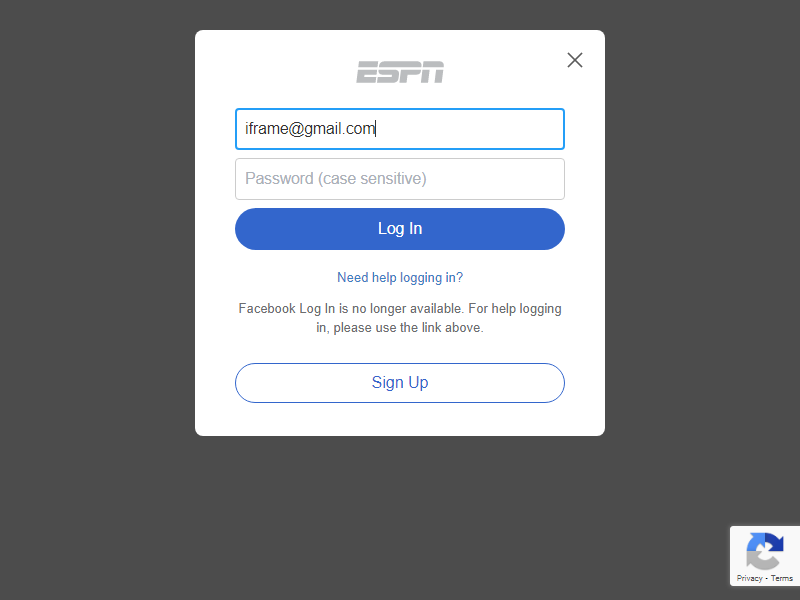 ESPN
iframe@gmail.com
Password (case sensitive)
Log In
Need help logging in?
Facebook Log In is no longer available. For help logging
in, please use the link above.
Sign Up
Privacy - Terms